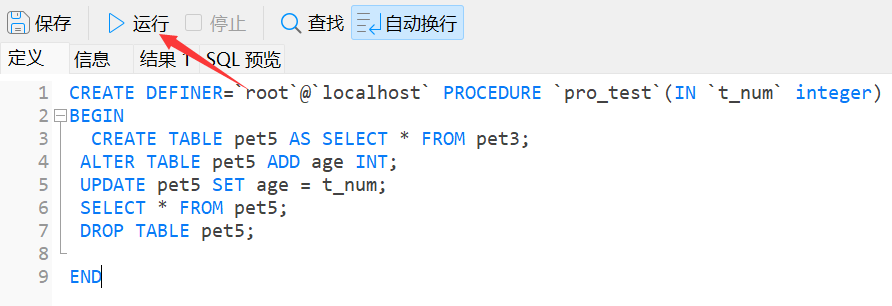 保存 运行 停止 查找 自动换行
定义 信息 结果 1 SQL 预览
1 CREATE DEFINER=`root`@`localhost` PROCEDURE `pro_test`(IN `t_num` integer)
2 BEGIN
3 CREATE TABLE pet5 AS SELECT * FROM pet3;
4 ALTER TABLE pet5 ADD age INT;
5 UPDATE pet5 SET age = t_num;
6 SELECT * FROM pet5;
7 DROP TABLE pet5;
8
9 END